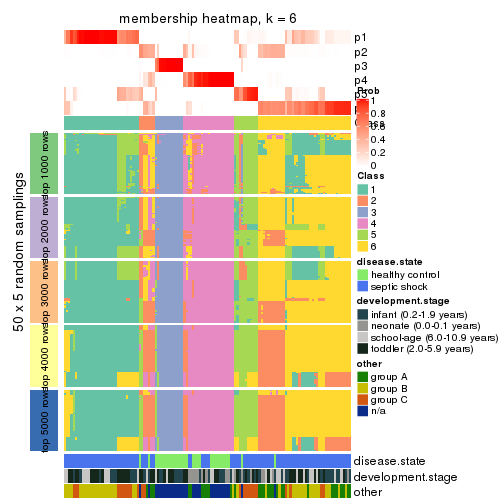 membership heatmap, k = 6
p1
p2
p3
p4
p5
Prob
1
0.8
0.6
0.4
0.2
0
Class
1
2
3
4
5
6
disease.state
healthy control
septic shock
development.stage
infant (0.2-1.9 years)
neonate (0.0-0.1 years)
school-age (6.0-10.9 years)
toddler (2.0-5.9 years)
other
group A
group B
group C
n/a
50 x 5 random samplings
top 1000 rows
top 2000 rows
top 3000 rows
top 4000 rows
top 5000 rows
disease.state
development.stage
other